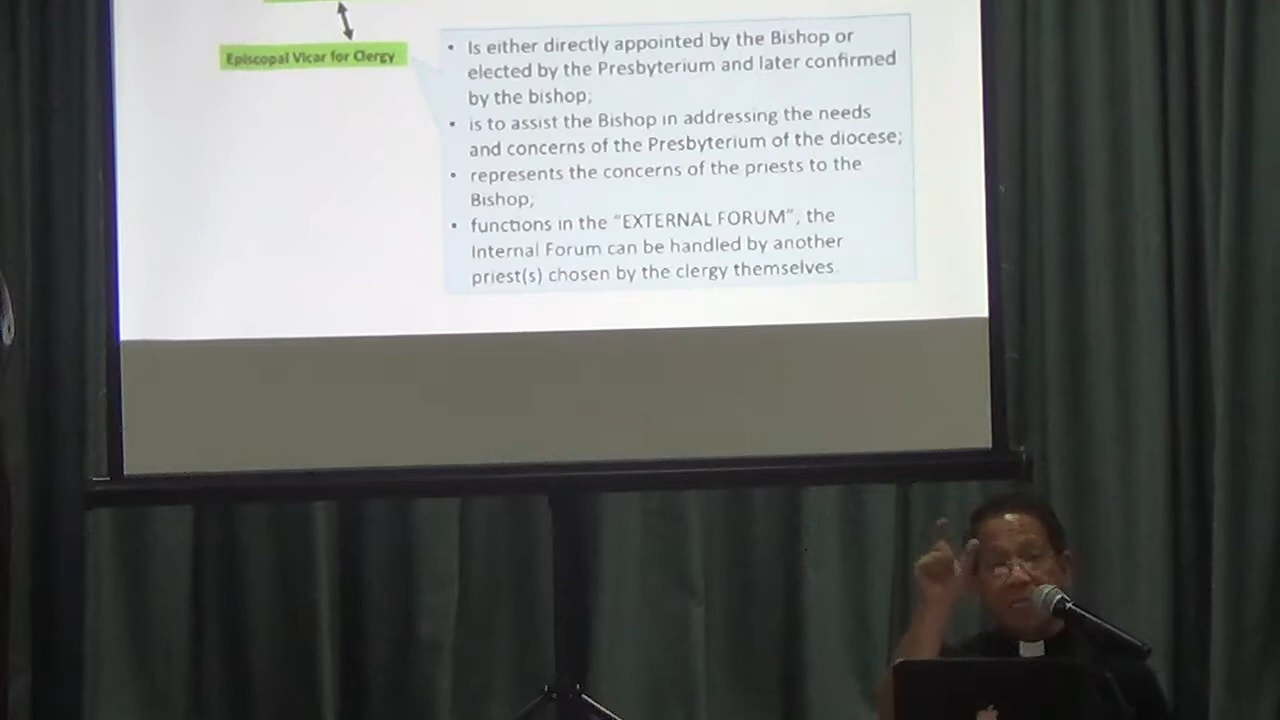 Episcopal Vicar for Clergy
• Is either directly appointed by the Bishop or
elected by the Presbyterium and later confirmed
by the bishop;
• is to assist the Bishop in addressing the needs
and concerns of the Presbyterium of the diocese;
• represents the concerns of the priests to the
Bishop;
• functions in the “EXTERNAL FORUM”, the
Internal Forum can be handled by another
priest(s) chosen by the clergy themselves.